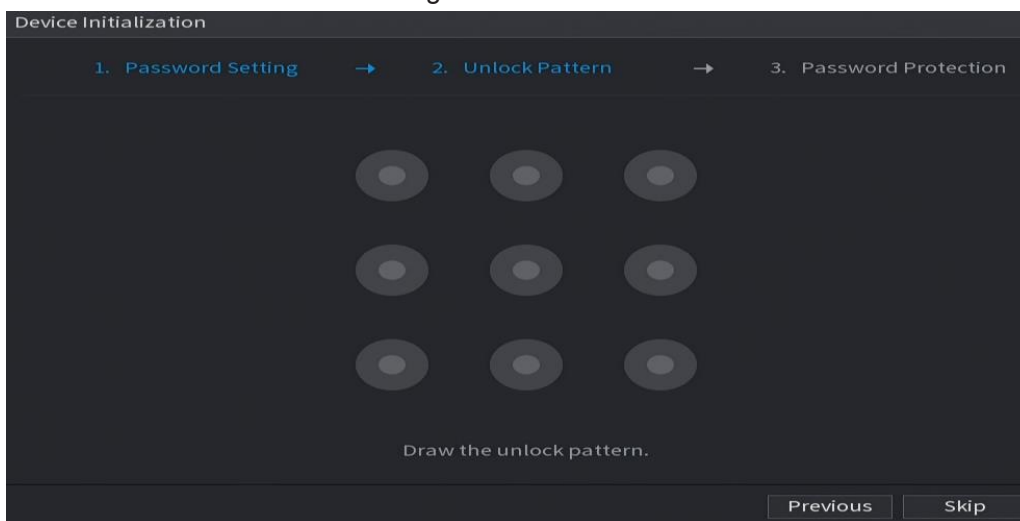 Device Initialization
1. Password Setting → 2. Unlock Pattern → 3. Password Protection
Draw the unlock pattern.
Previous Skip